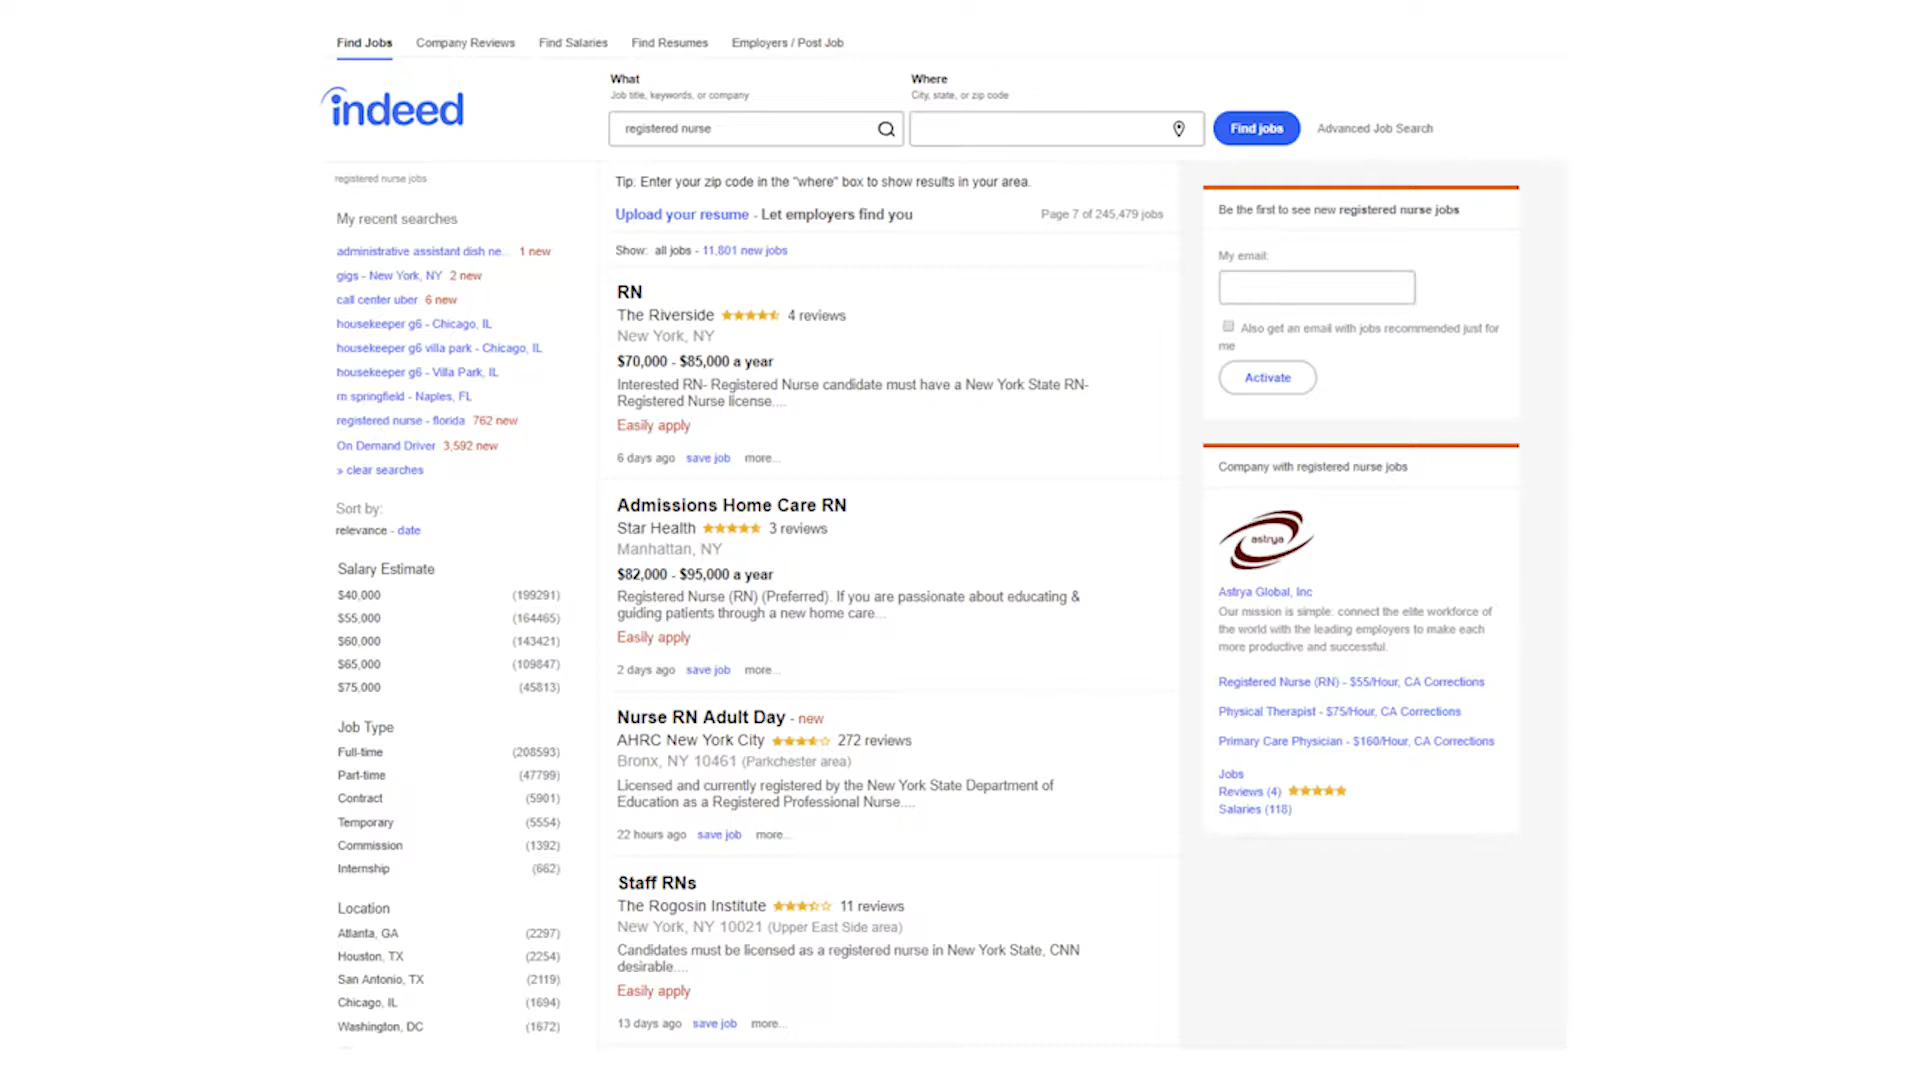 Find Jobs Company Reviews Find Salaries Find Resumes Employers / Post Job
indeed
What
Job title, keywords, or company
registered nurse
Where
City, state, or zip code
Find jobs
Advanced Job Search
registered nurse jobs
My recent searches
administrative assistant dish ne... 1 new
gigs - New York, NY 2 new
call center uber 6 new
housekeeper g6 - Chicago, IL
housekeeper g6 villa park - Chicago, IL
housekeeper g6 - Villa Park, IL
rn springfield - Naples, FL
registered nurse - florida 762 new
On Demand Driver 3,592 new
» clear searches
Sort by:
relevance - date
Salary Estimate
$40,000 (199291)
$55,000 (164465)
$60,000 (143421)
$65,000 (109847)
$75,000 (45813)
Job Type
Full-time (208593)
Part-time (47799)
Contract (5901)
Temporary (5554)
Commission (1392)
Internship (662)
Location
Atlanta, GA (2297)
Houston, TX (2254)
San Antonio, TX (2119)
Chicago, IL (1694)
Washington, DC (1672)
Tip: Enter your zip code in the "where" box to show results in your area.
Upload your resume - Let employers find you
Page 7 of 245,479 jobs
Show: all jobs - 11,801 new jobs
RN
The Riverside 4 reviews
New York, NY
$70,000 - $85,000 a year
Interested RN- Registered Nurse candidate must have a New York State RN-
Registered Nurse license....
Easily apply
6 days ago save job more...
Admissions Home Care RN
Star Health 3 reviews
Manhattan, NY
$82,000 - $95,000 a year
Registered Nurse (RN) (Preferred). If you are passionate about educating &
guiding patients through a new home care...
Easily apply
2 days ago save job more...
Nurse RN Adult Day - new
AHRC New York City 272 reviews
Bronx, NY 10461 (Parkchester area)
Licensed and currently registered by the New York State Department of
Education as a Registered Professional Nurse....
22 hours ago save job more...
Staff RNs
The Rogosin Institute 11 reviews
New York, NY 10021 (Upper East Side area)
Candidates must be licensed as a registered nurse in New York State, CNN
desirable....
Easily apply
13 days ago save job more...
Be the first to see new registered nurse jobs
My email:
Also get an email with jobs recommended just for
me
Activate
Company with registered nurse jobs
astrya
Astrya Global, Inc
Our mission is simple: connect the elite workforce of
the world with the leading employers to make each
more productive and successful.
Registered Nurse (RN) - $55/Hour, CA Corrections
Physical Therapist - $75/Hour, CA Corrections
Primary Care Physician - $160/Hour, CA Corrections
Jobs
Reviews (4)
Salaries (118)